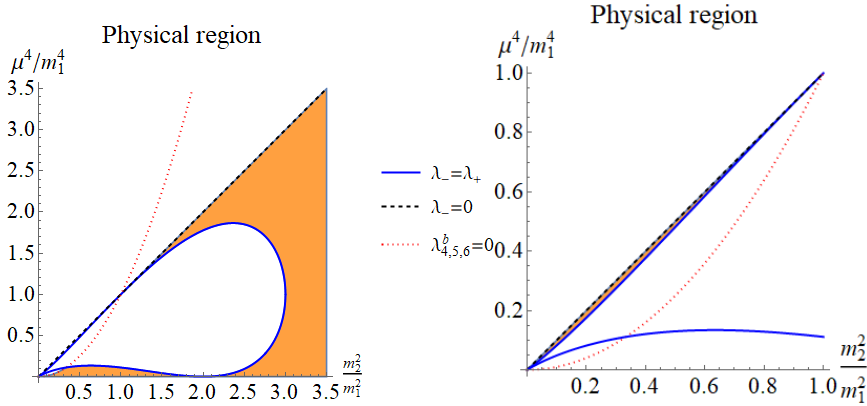 Physical region
μ⁴/m₁⁴
3.5
3.0
2.5
2.0
1.5
1.0
0.5
0.5 1.0 1.5 2.0 2.5 3.0 3.5
m₂²/m₁²
λ₋=λ₊
λ₋=0
λᵇ₄,₅,₆=0
Physical region
μ⁴/m₁⁴
1.0
0.8
0.6
0.4
0.2
0.2 0.4 0.6 0.8 1.0
m₂²/m₁²